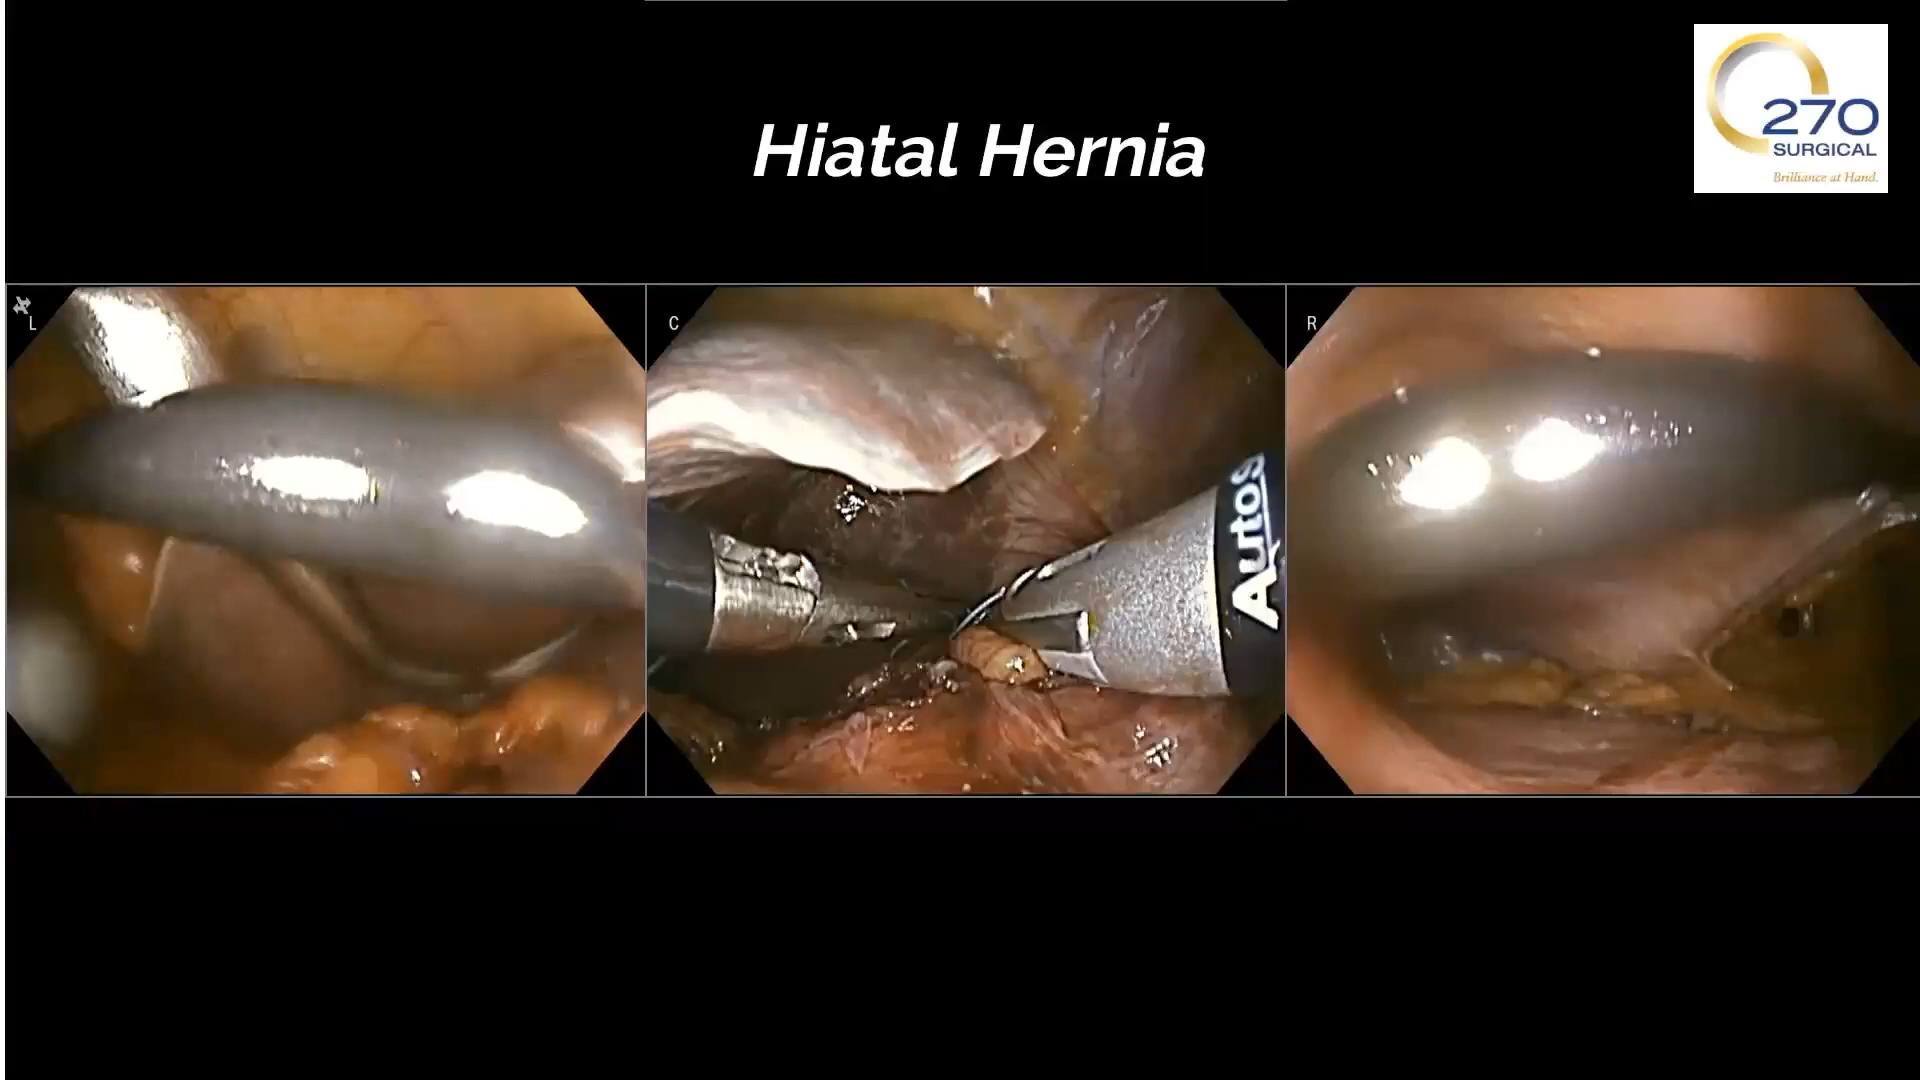 Hiatal Hernia
270
SURGICAL
Brilliance at Hand.
L
C
R
Autos